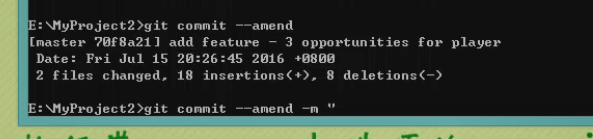 E:\MyProject2>git commit --amend
[master 70f8a21] add feature - 3 opportunities for player
Date: Fri Jul 15 20:26:45 2016 +0800
2 files changed, 18 insertions(+), 8 deletions(-)
E:\MyProject2>git commit --amend -m "